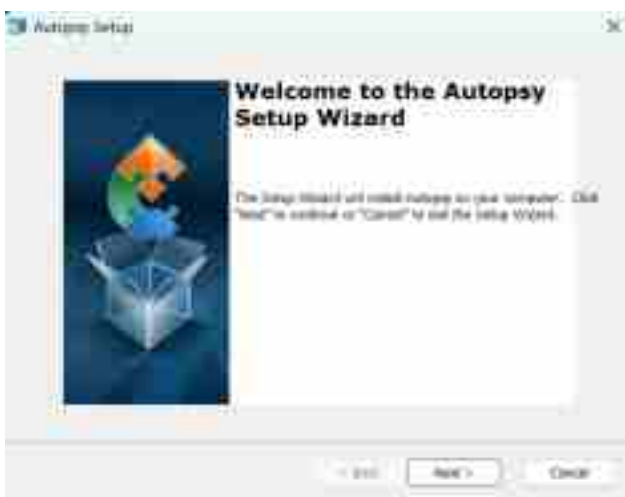 Autopsy Setup
Welcome to the Autopsy
Setup Wizard
The Setup Wizard will install Autopsy on your computer. Click
"Next" to continue or "Cancel" to exit the Setup Wizard.
< Back
Next >
Cancel